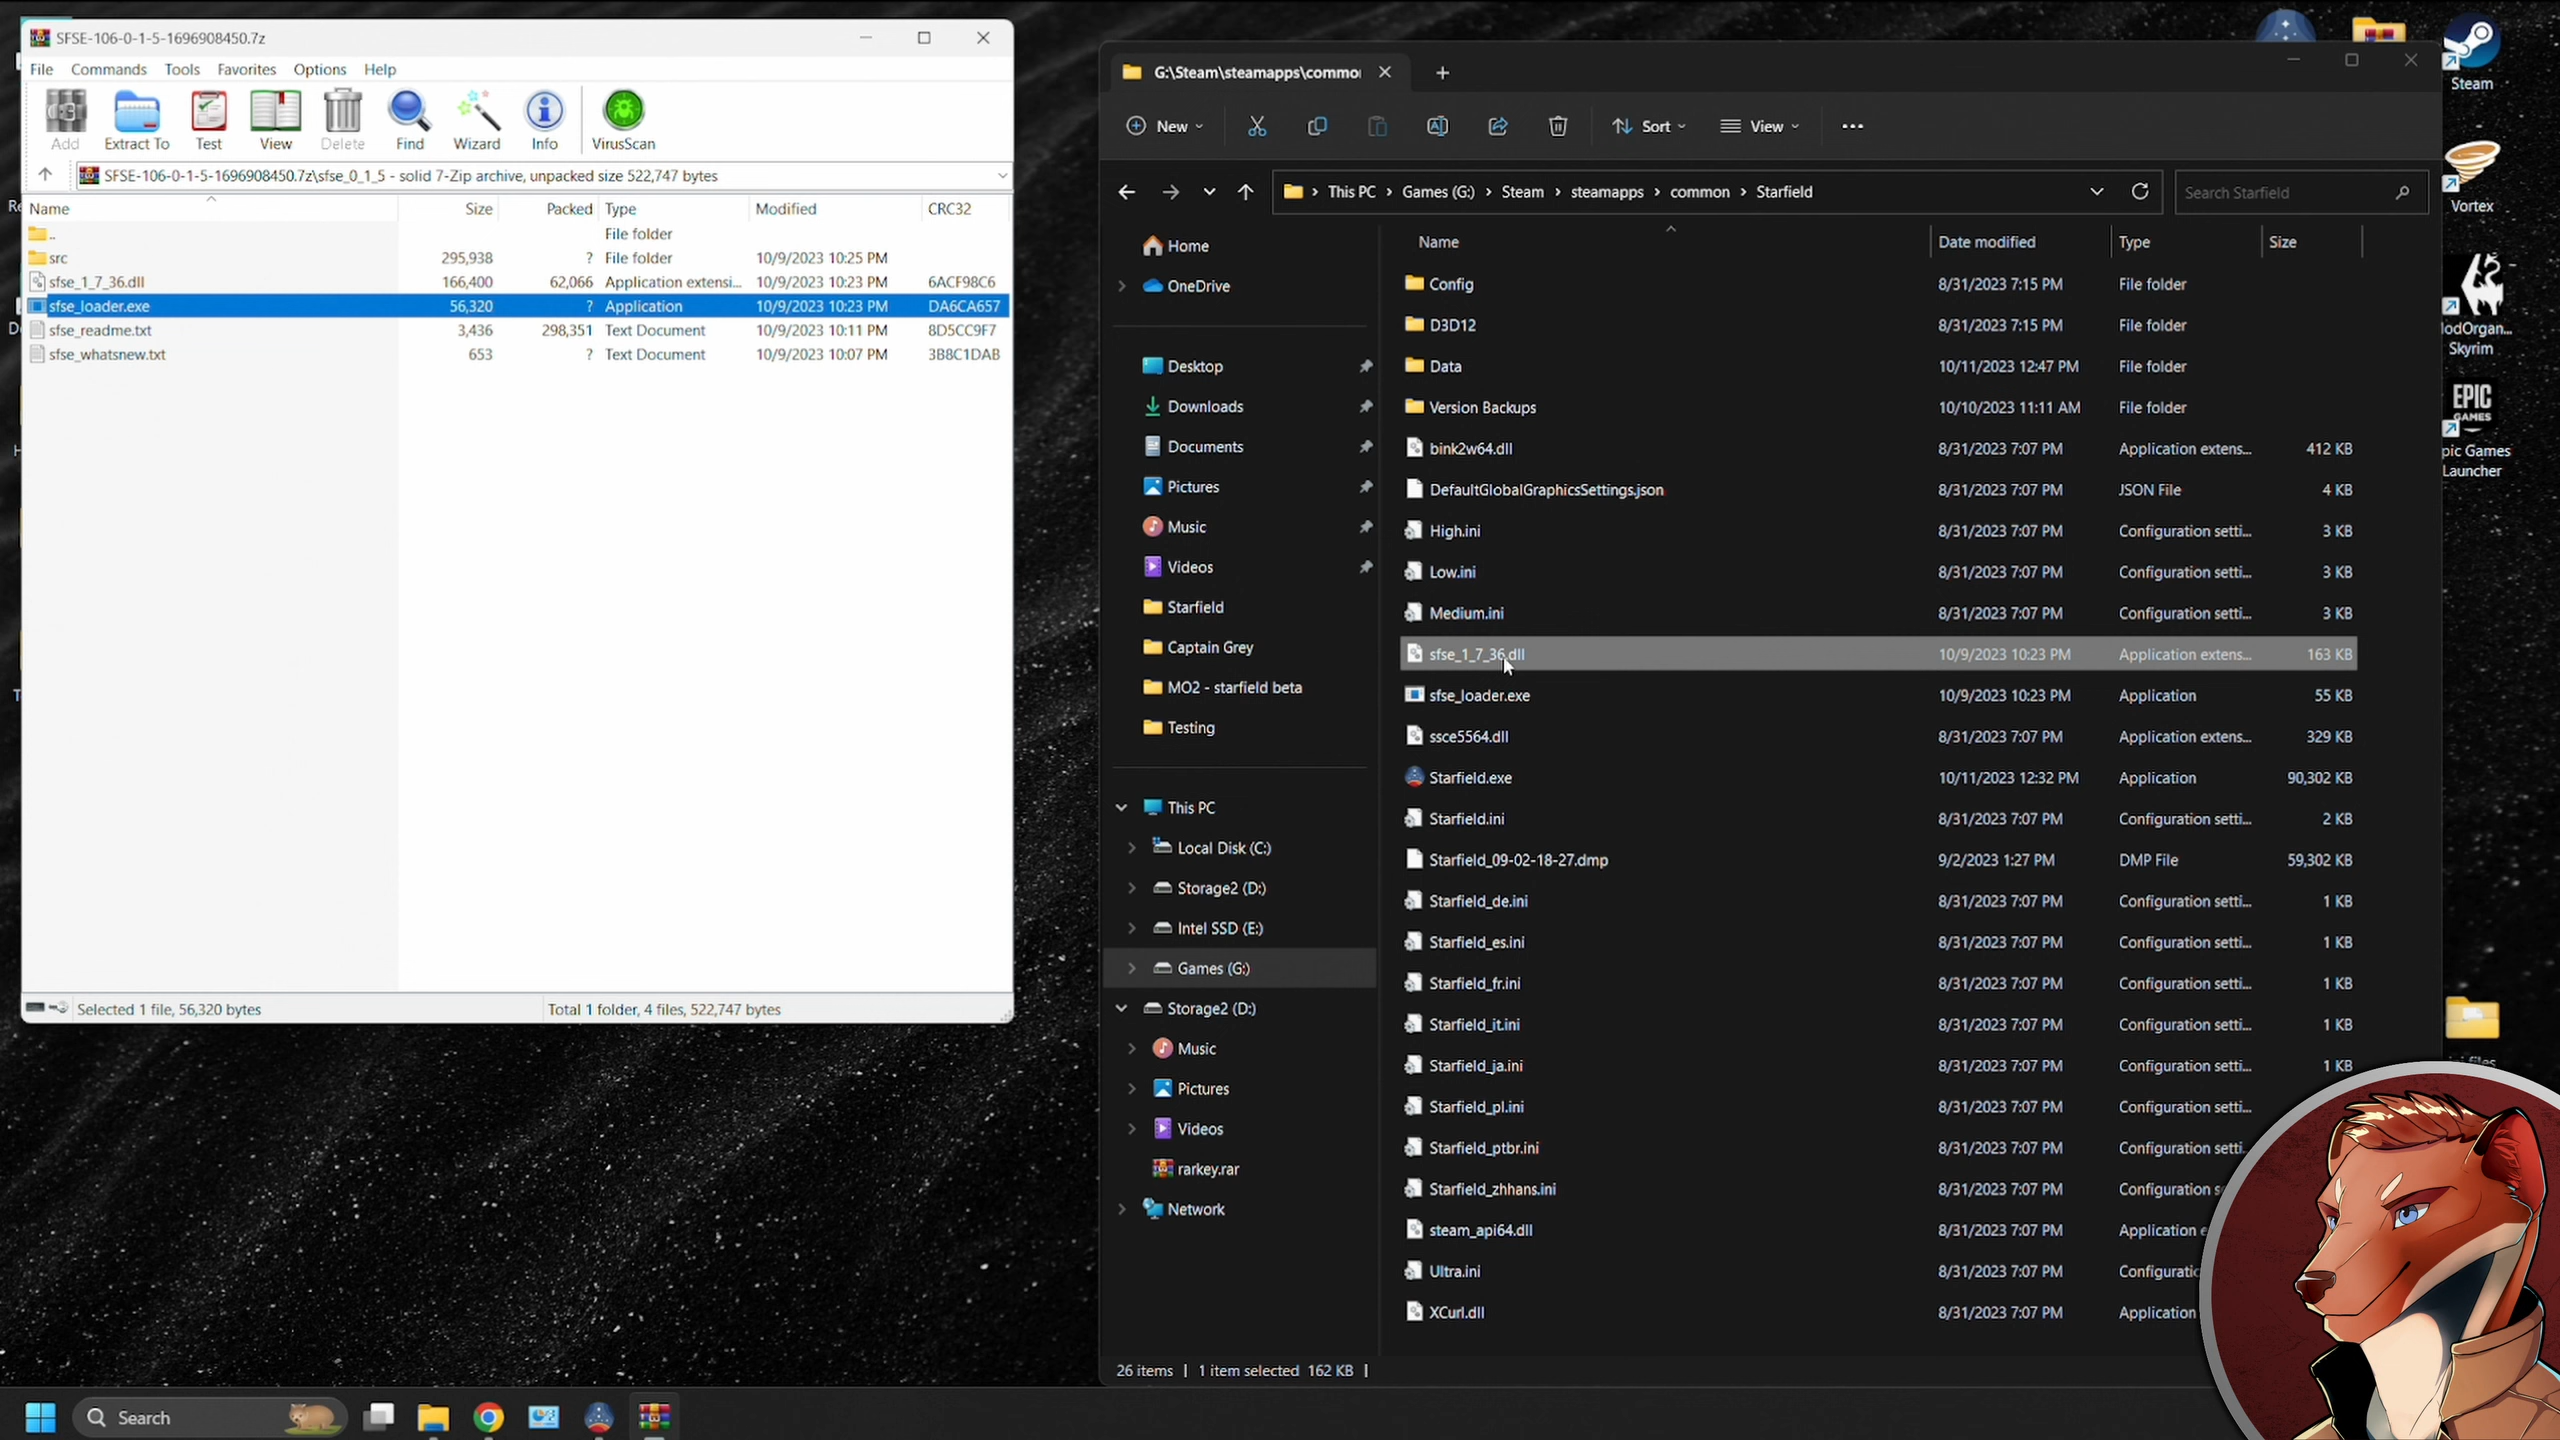 SFSE-106-0-1-5-1696908450.7z
File Commands Tools Favorites Options Help
Add Extract To Test View Delete Find Wizard Info VirusScan
SFSE-106-0-1-5-1696908450.7z\sfse_0_1_5 - solid 7-Zip archive, unpacked size 522,747 bytes
Name Size Packed Type Modified CRC32
.. File folder
src 295,938 ? File folder 10/9/2023 10:25 PM
sfse_1_7_36.dll 166,400 62,066 Application extensi... 10/9/2023 10:23 PM 6ACF98C6
sfse_loader.exe 56,320 ? Application 10/9/2023 10:23 PM DA6CA657
sfse_readme.txt 3,436 298,351 Text Document 10/9/2023 10:11 PM 8D5CC9F7
sfse_whatsnew.txt 653 ? Text Document 10/9/2023 10:07 PM 3B8C1DAB
Selected 1 file, 56,320 bytes Total 1 folder, 4 files, 522,747 bytes
G:\Steam\steamapps\commo
New Sort View
This PC Games (G:) Steam steamapps common Starfield
Search Starfield
Home
OneDrive
Desktop
Downloads
Documents
Pictures
Music
Videos
Starfield
Captain Grey
MO2 - starfield beta
Testing
This PC
Local Disk (C:)
Storage2 (D:)
Intel SSD (E:)
Games (G:)
Storage2 (D:)
Music
Pictures
Videos
rarkey.rar
Network
Name Date modified Type Size
Config 8/31/2023 7:15 PM File folder
D3D12 8/31/2023 7:15 PM File folder
Data 10/11/2023 12:47 PM File folder
Version Backups 10/10/2023 11:11 AM File folder
bink2w64.dll 8/31/2023 7:07 PM Application extens... 412 KB
DefaultGlobalGraphicsSettings.json 8/31/2023 7:07 PM JSON File 4 KB
High.ini 8/31/2023 7:07 PM Configuration setti... 3 KB
Low.ini 8/31/2023 7:07 PM Configuration setti... 3 KB
Medium.ini 8/31/2023 7:07 PM Configuration setti... 3 KB
sfse_1_7_36.dll 10/9/2023 10:23 PM Application extens... 163 KB
sfse_loader.exe 10/9/2023 10:23 PM Application 55 KB
ssce5564.dll 8/31/2023 7:07 PM Application extens... 329 KB
Starfield.exe 10/11/2023 12:32 PM Application 90,302 KB
Starfield.ini 8/31/2023 7:07 PM Configuration setti... 2 KB
Starfield_09-02-18-27.dmp 9/2/2023 1:27 PM DMP File 59,302 KB
Starfield_de.ini 8/31/2023 7:07 PM Configuration setti... 1 KB
Starfield_es.ini 8/31/2023 7:07 PM Configuration setti... 1 KB
Starfield_fr.ini 8/31/2023 7:07 PM Configuration setti... 1 KB
Starfield_it.ini 8/31/2023 7:07 PM Configuration setti... 1 KB
Starfield_ja.ini 8/31/2023 7:07 PM Configuration setti... 1 KB
Starfield_pl.ini 8/31/2023 7:07 PM Configuration setti...
Starfield_ptbr.ini 8/31/2023 7:07 PM Configuration setti
Starfield_zhhans.ini 8/31/2023 7:07 PM Configuration s
steam_api64.dll 8/31/2023 7:07 PM Application e
Ultra.ini 8/31/2023 7:07 PM Configuratic
XCurl.dll 8/31/2023 7:07 PM Application
26 items | 1 item selected 162 KB |
Steam
Vortex
odOrgan...
Skyrim
EPIC
GAMES
pic Games
Launcher
Search